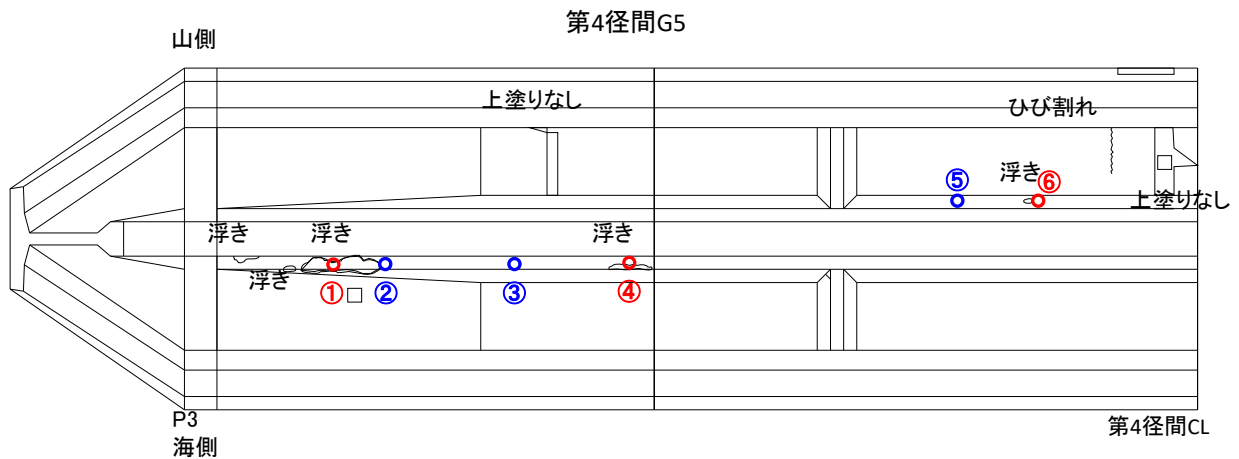 第4径間G5
山側
上塗りなし
ひび割れ
浮き
⑤
⑥
上塗りなし
浮き
浮き
浮き
浮き
①
②
③
④
P3
海側
第4径間CL